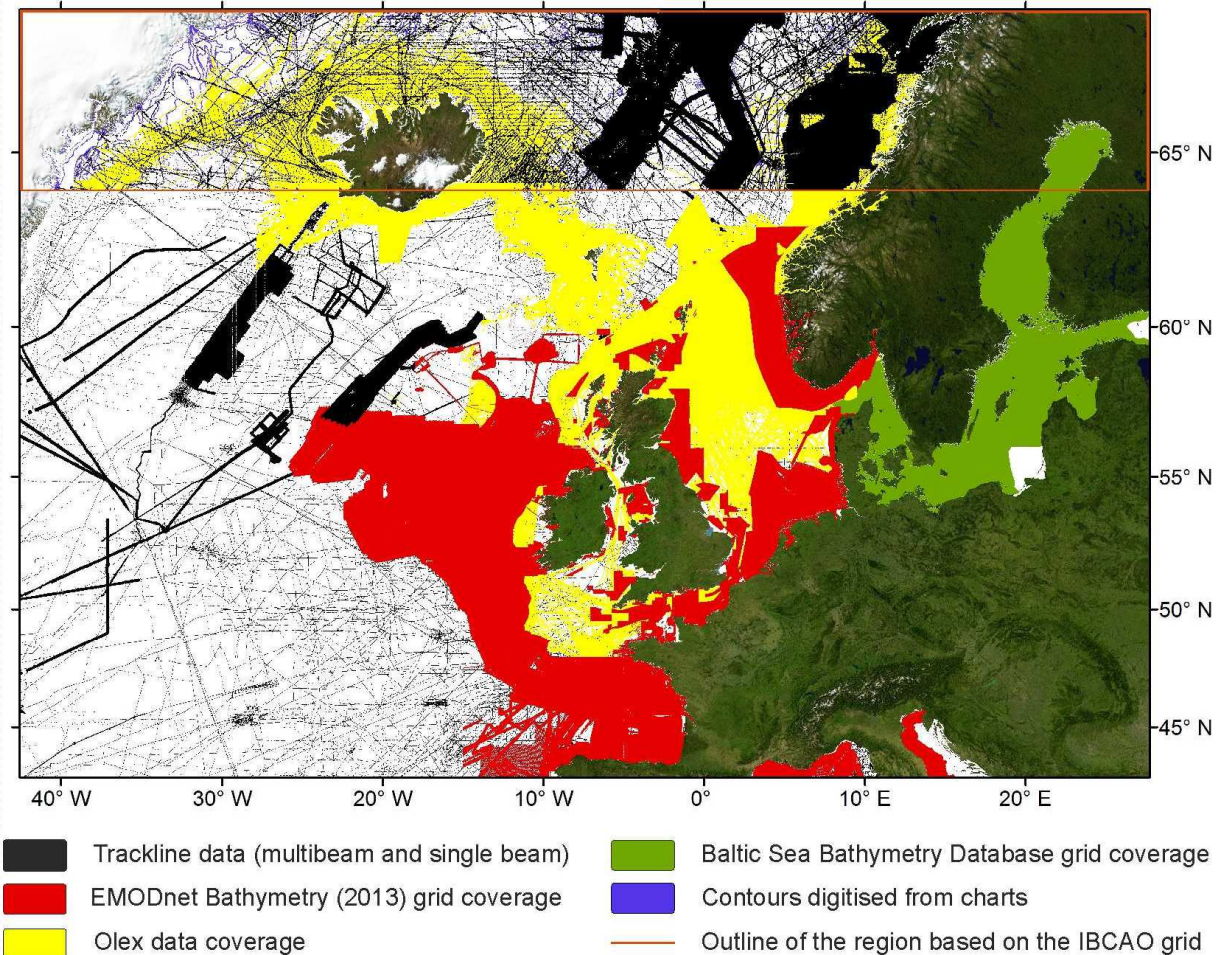 65° N
60° N
55° N
50° N
45° N
40° W 30° W 20° W 10° W 0° 10° E 20° E
Trackline data (multibeam and single beam)
EMODnet Bathymetry (2013) grid coverage
Olex data coverage
Baltic Sea Bathymetry Database grid coverage
Contours digitised from charts
Outline of the region based on the IBCAO grid